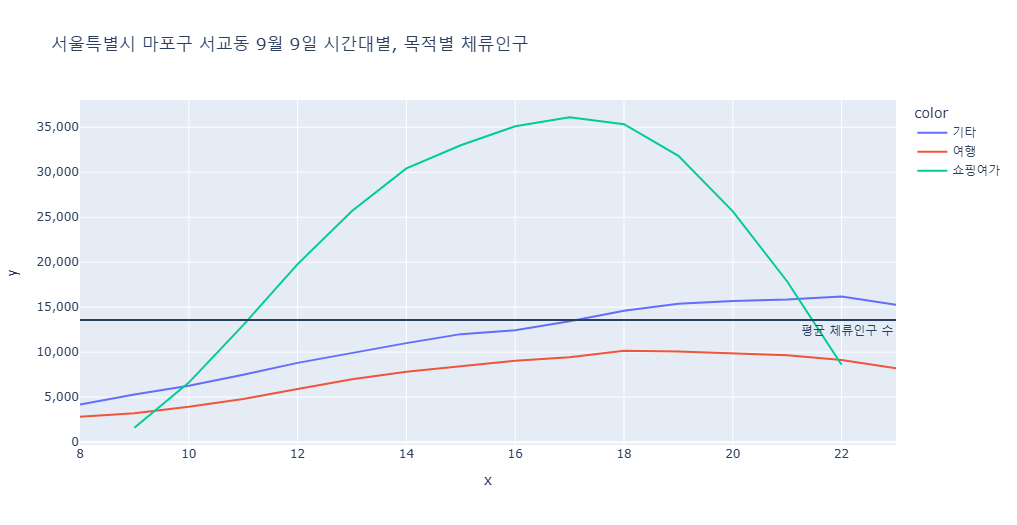 서울특별시 마포구 서교동 9월 9일 시간대별, 목적별 체류인구
color
기타
여행
쇼핑여가
y
35,000
30,000
25,000
20,000
15,000
10,000
5,000
0
평균 체류인구 수
8 10 12 14 16 18 20 22
x